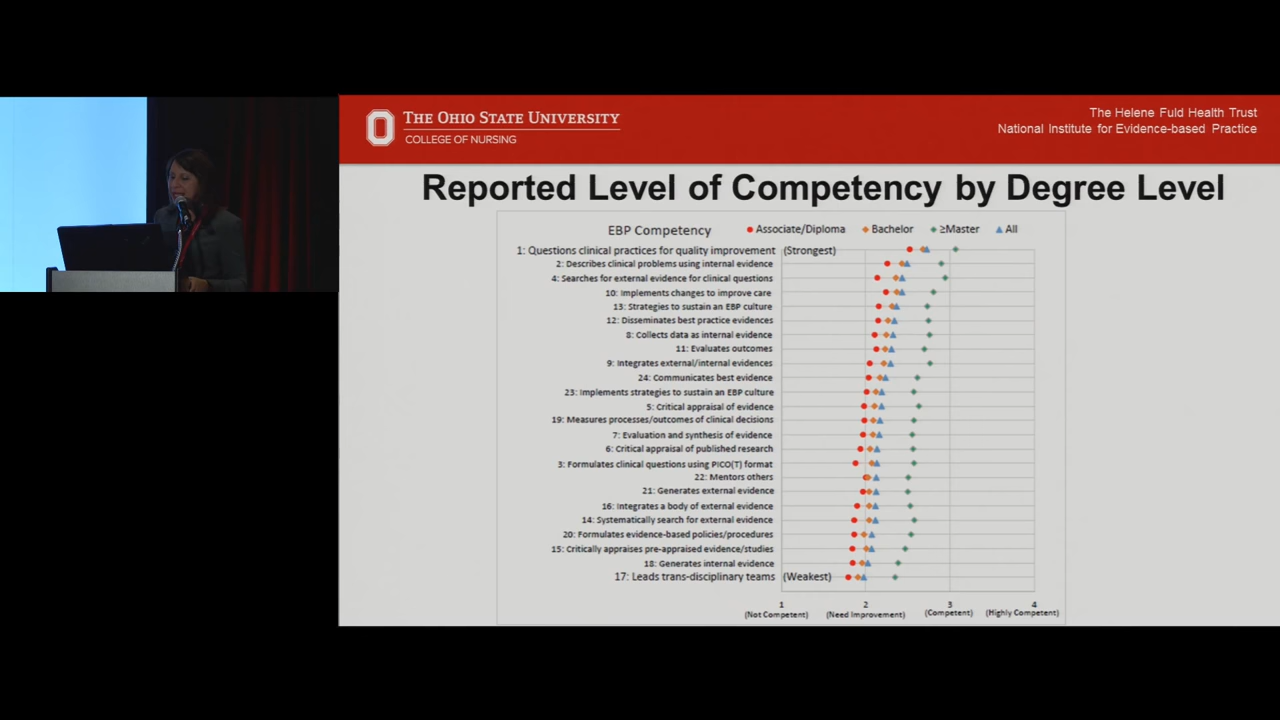 THE OHIO STATE UNIVERSITY
COLLEGE OF NURSING
The Helene Fuld Health Trust
National Institute for Evidence-based Practice
Reported Level of Competency by Degree Level
EBP Competency
Associate/Diploma Bachelor ≥Master All
1: Questions clinical practices for quality improvement (Strongest)
2: Describes clinical problems using internal evidence
4: Searches for external evidence for clinical questions
10: Implements changes to improve care
13: Strategies to sustain an EBP culture
12: Disseminates best practice evidences
8: Collects data as internal evidence
11: Evaluates outcomes
9: Integrates external/internal evidences
24: Communicates best evidence
23: Implements strategies to sustain an EBP culture
5: Critical appraisal of evidence
19: Measures processes/outcomes of clinical decisions
7: Evaluation and synthesis of evidence
6: Critical appraisal of published research
3: Formulates clinical questions using PICO(T) format
22: Mentors others
21: Generates external evidence
16: Integrates a body of external evidence
14: Systematically search for external evidence
20: Formulates evidence-based policies/procedures
15: Critically appraises pre-appraised evidence/studies
18: Generates internal evidence
17: Leads trans-disciplinary teams (Weakest)
1 2 3 4
(Not Competent) (Need Improvement) (Competent) (Highly Competent)